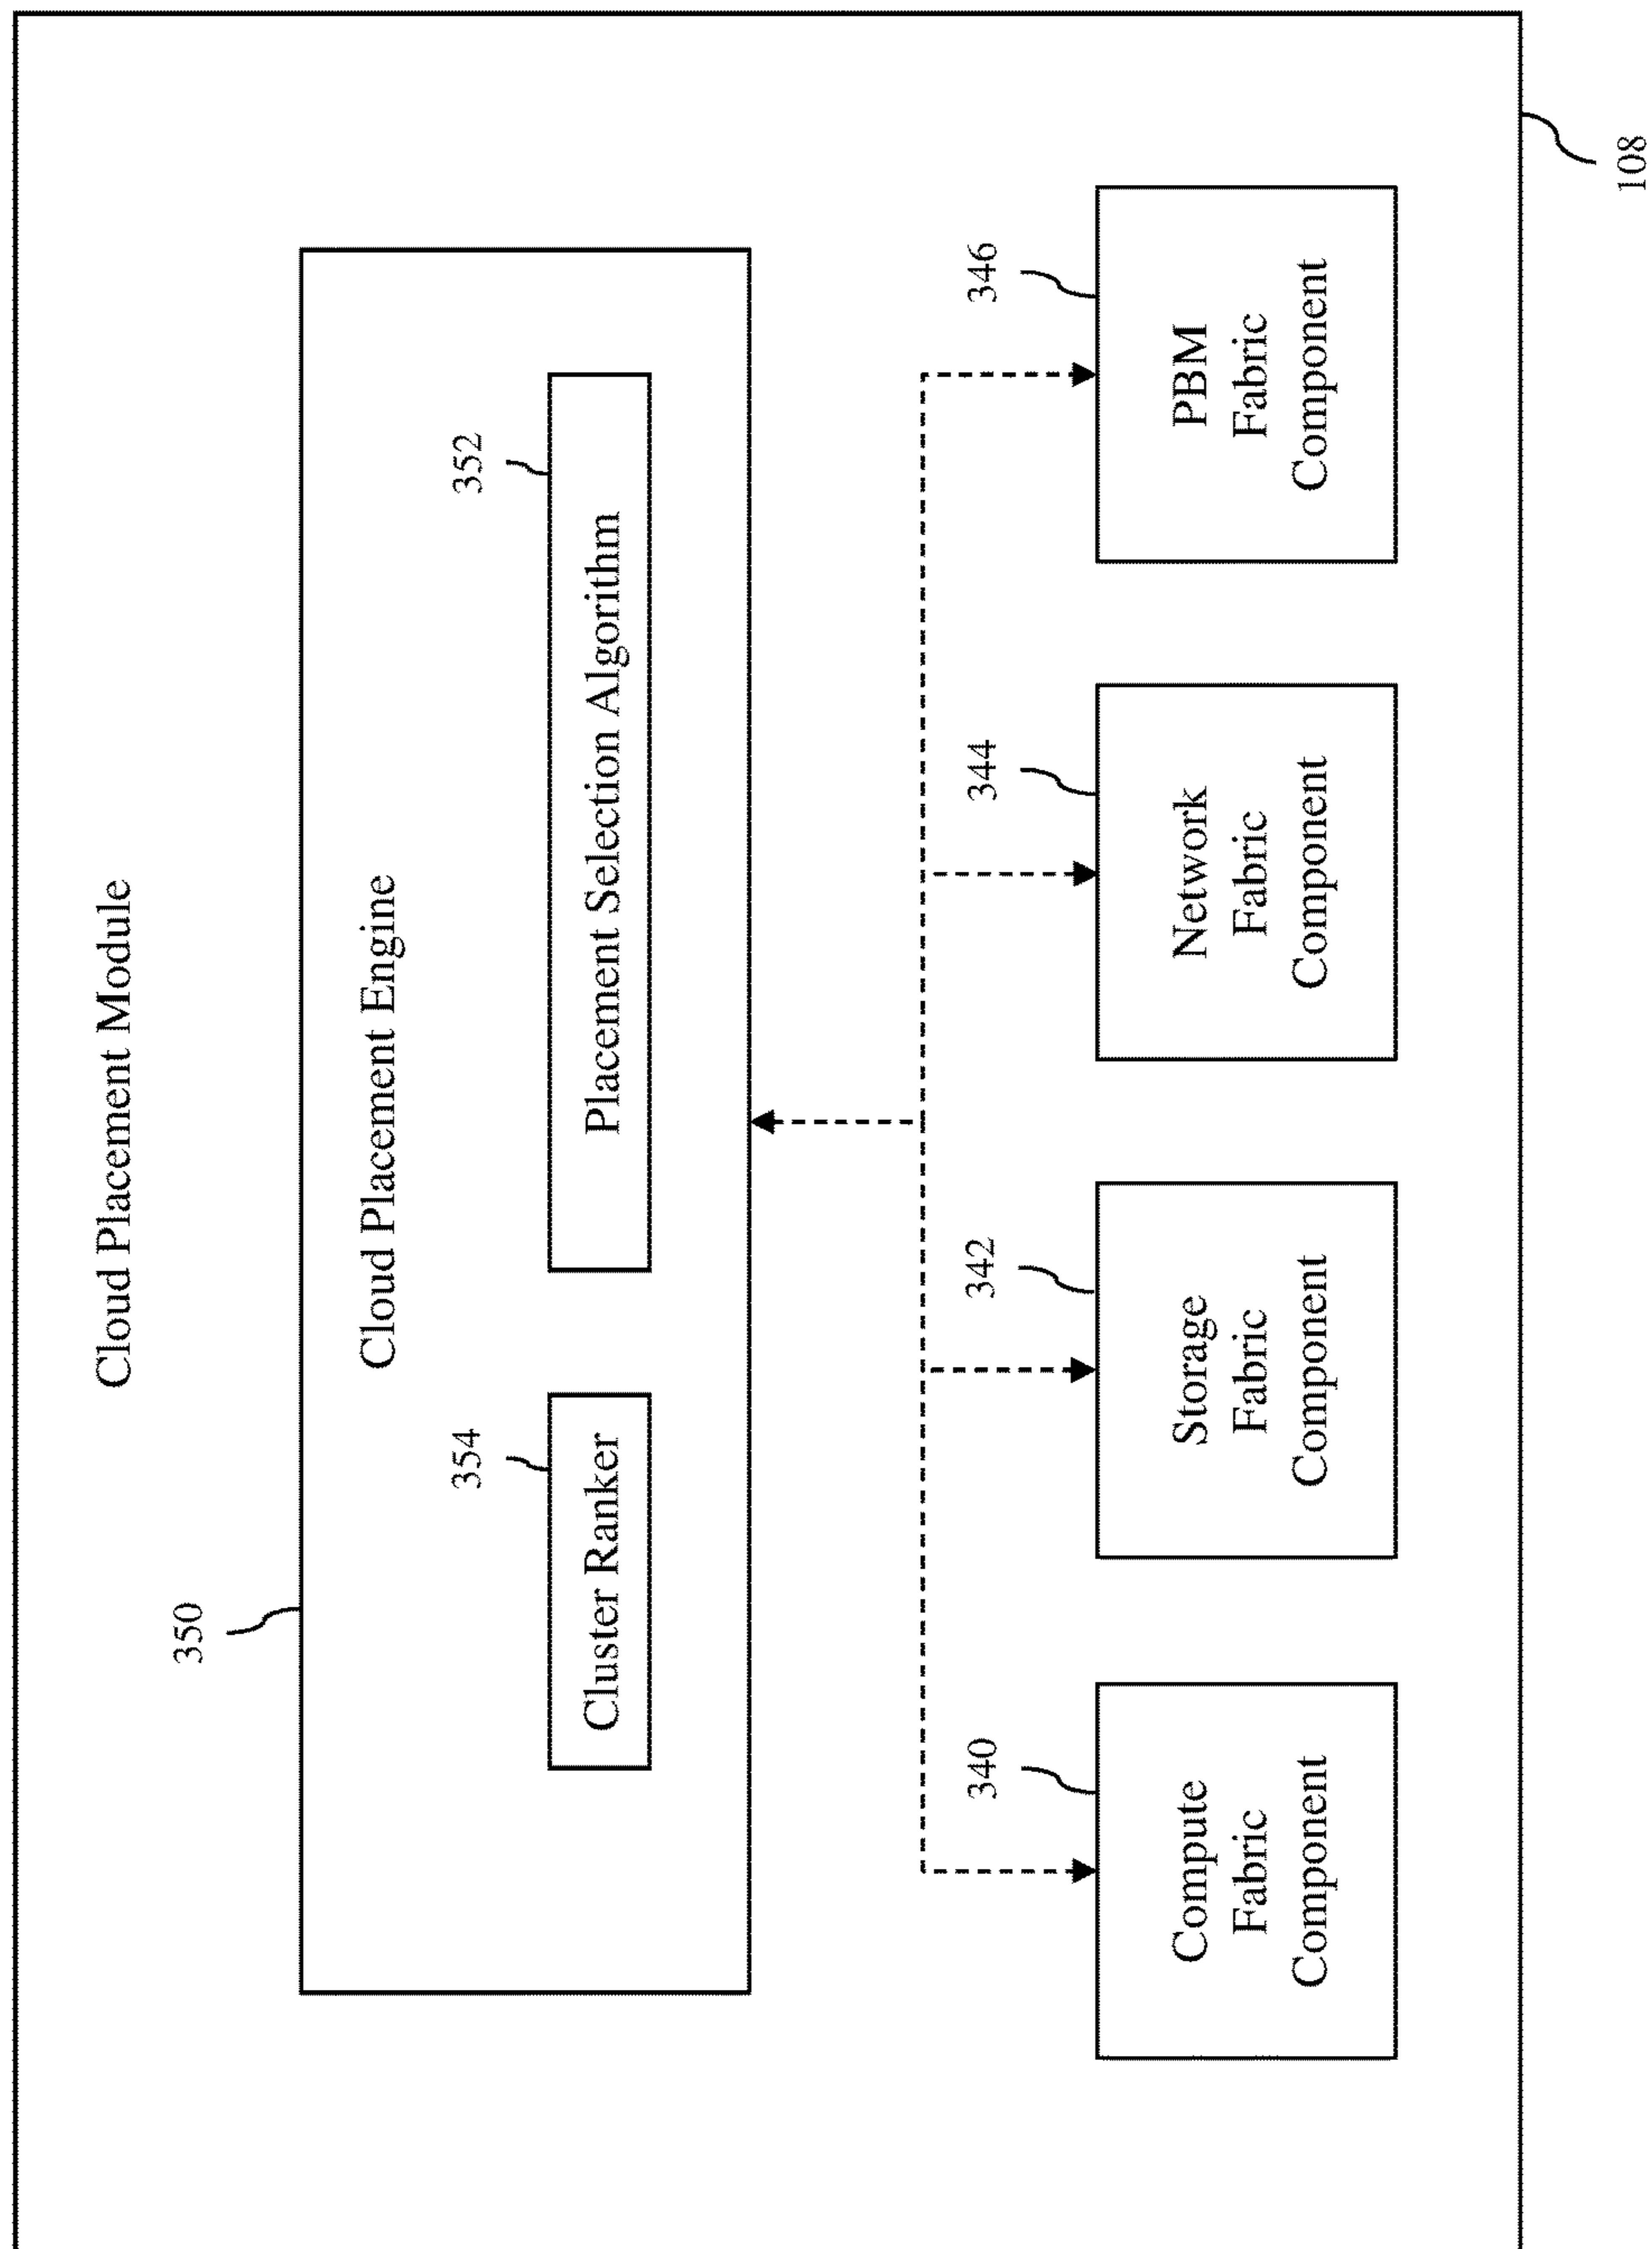 Cloud Placement Module
350
Cloud Placement Engine
354
352
Cluster Ranker
Placement Selection Algorithm
340
342
344
346
Compute
Fabric
Component
Storage
Fabric
Component
Network
Fabric
Component
PBM
Fabric
Component
108